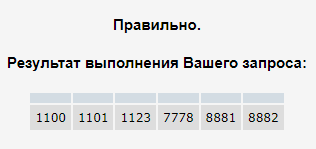 Правильно.
Результат выполнения Вашего запроса:
1100 1101 1123 7778 8881 8882